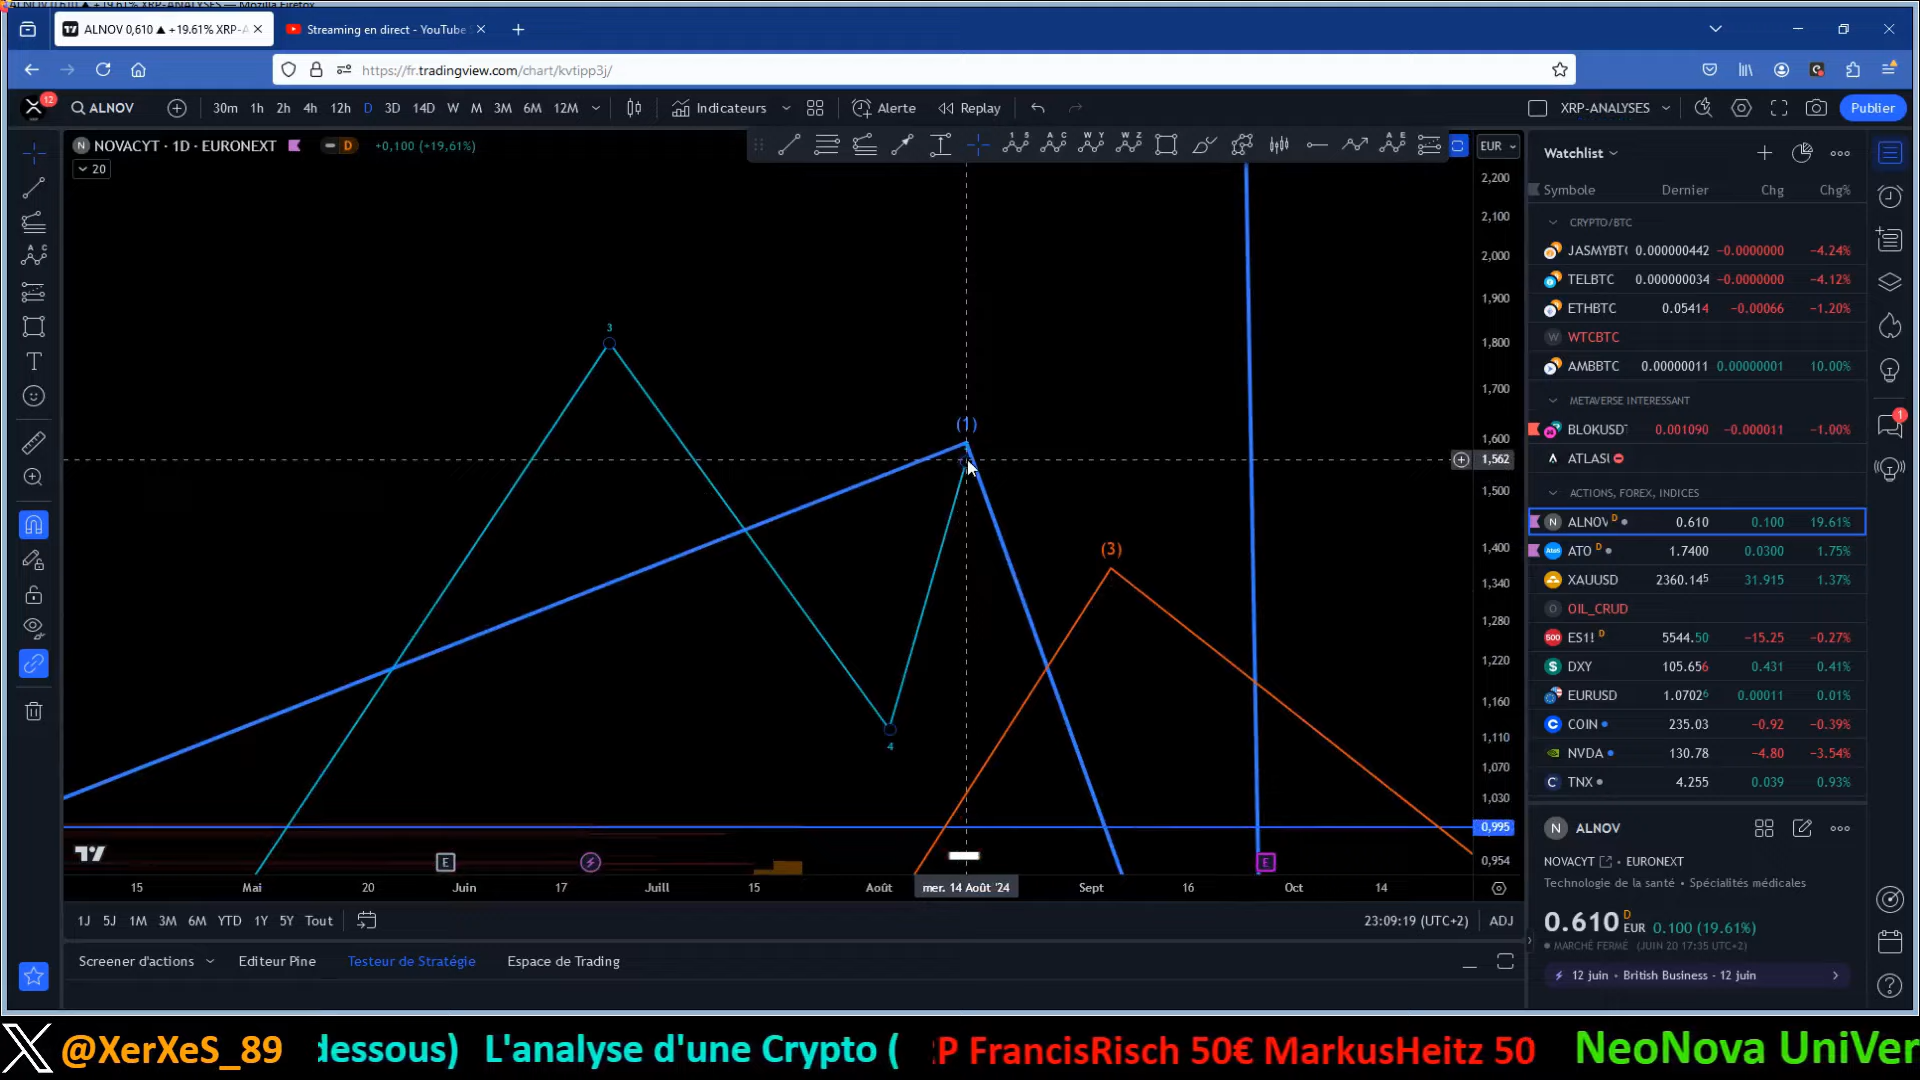 ALNOV 0,610 ▲ +19.61% XRP-A
Streaming en direct - YouTube
https://fr.tradingview.com/chart/kvtipp3j/
12
ALNOV
30m 1h 2h 4h 12h D 3D 14D W M 3M 6M 12M
Indicateurs
Alerte
Replay
XRP-ANALYSES
Publier
NOVACYT · 1D · EURONEXT
D
+0,100 (+19,61%)
20
EUR
2,200
2,100
2,000
1,900
1,800
1,700
1,600
1,562
1,500
1,400
1,340
1,280
1,220
1,160
1,110
1,070
1,030
0,995
0,954
3
(1)
(3)
4
E
E
15 Mai 20 Juin 17 Juill 15 Août mer. 14 Août '24 Sept 16 Oct 14
1J 5J 1M 3M 6M YTD 1Y 5Y Tout
23:09:19 (UTC+2)
ADJ
Screener d'actions
Editeur Pine
Testeur de Stratégie
Espace de Trading
Watchlist
Symbole Dernier Chg Chg%
CRYPTO/BTC
JASMYBT 0.000000442 −0.0000000 −4.24%
TELBTC 0.000000034 −0.0000000 −4.12%
ETHBTC 0.05414 −0.00066 −1.20%
WTCBTC
AMBBTC 0.00000011 0.00000001 10.00%
METAVERSE INTERESSANT
BLOKUSD 0.001090 −0.000011 −1.00%
ATLAS
ACTIONS, FOREX, INDICES
ALNOV D 0.610 0.100 19.61%
ATO D 1.7400 0.0300 1.75%
XAUUSD 2360.145 31.915 1.37%
OIL_CRUD
ES1! D 5544.50 −15.25 −0.27%
DXY 105.656 0.431 0.41%
EURUSD 1.07026 0.00011 0.01%
COIN 235.03 −0.92 −0.39%
NVDA 130.78 −4.80 −3.54%
TNX 4.255 0.039 0.93%
1
ALNOV
NOVACYT • EURONEXT
Technologie de la santé • Spécialités médicales
0.610 D EUR 0.100 (19.61%)
MARCHÉ FERMÉ (JUIN 20 17:35 UTC+2)
12 juin • British Business - 12 juin
@XerXeS_89
dessous) L'analyse d'une Crypto (
P FrancisRisch 50€ MarkusHeitz 50
NeoNova UniVer